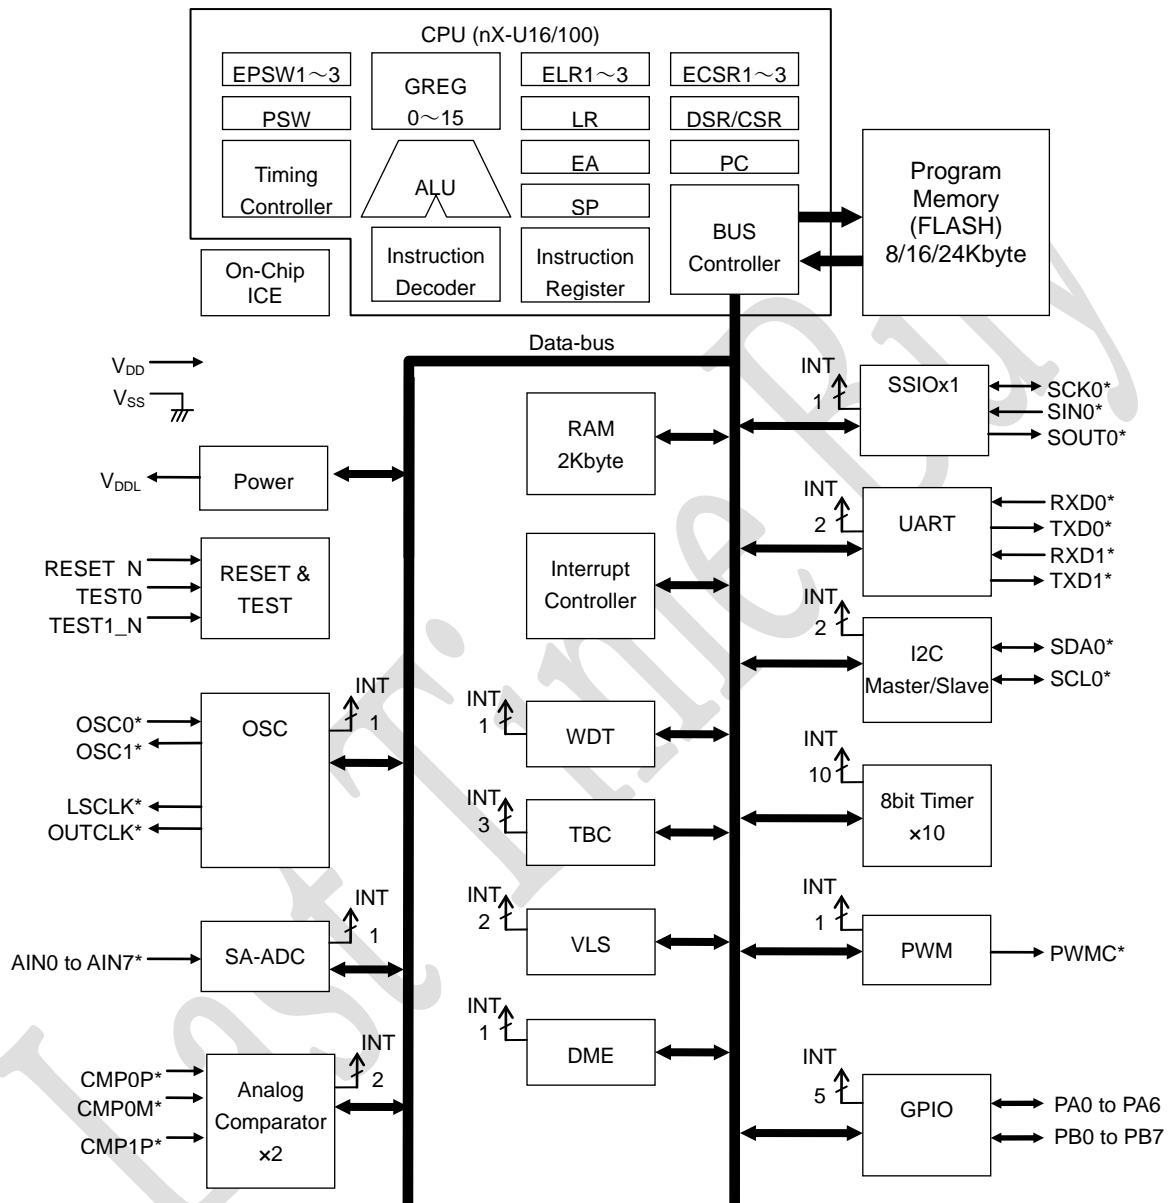 CPU (nX-U16/100)
EPSW1～3
GREG
0～15
ELR1～3
ECSR1～3
PSW
LR
DSR/CSR
Timing
Controller
ALU
EA
PC
SP
BUS
Controller
Program
Memory
(FLASH)
8/16/24Kbyte
On-Chip
ICE
Instruction
Decoder
Instruction
Register
Data-bus
VDD
VSS
VDDL
Power
RESET_N
TEST0
TEST1_N
RESET &
TEST
OSC0*
OSC1*
LSCLK*
OUTCLK*
OSC
INT
1
AIN0 to AIN7*
SA-ADC
INT
1
CMP0P*
CMP0M*
CMP1P*
Analog
Comparator
×2
INT
2
RAM
2Kbyte
Interrupt
Controller
INT
1
WDT
INT
3
TBC
INT
2
VLS
INT
1
DME
INT
1
SSIOx1
SCK0*
SIN0*
SOUT0*
INT
2
UART
RXD0*
TXD0*
RXD1*
TXD1*
INT
2
I2C
Master/Slave
SDA0*
SCL0*
INT
10
8bit Timer
×10
INT
1
PWM
PWMC*
INT
5
GPIO
PA0 to PA6
PB0 to PB7
Last Time Buy